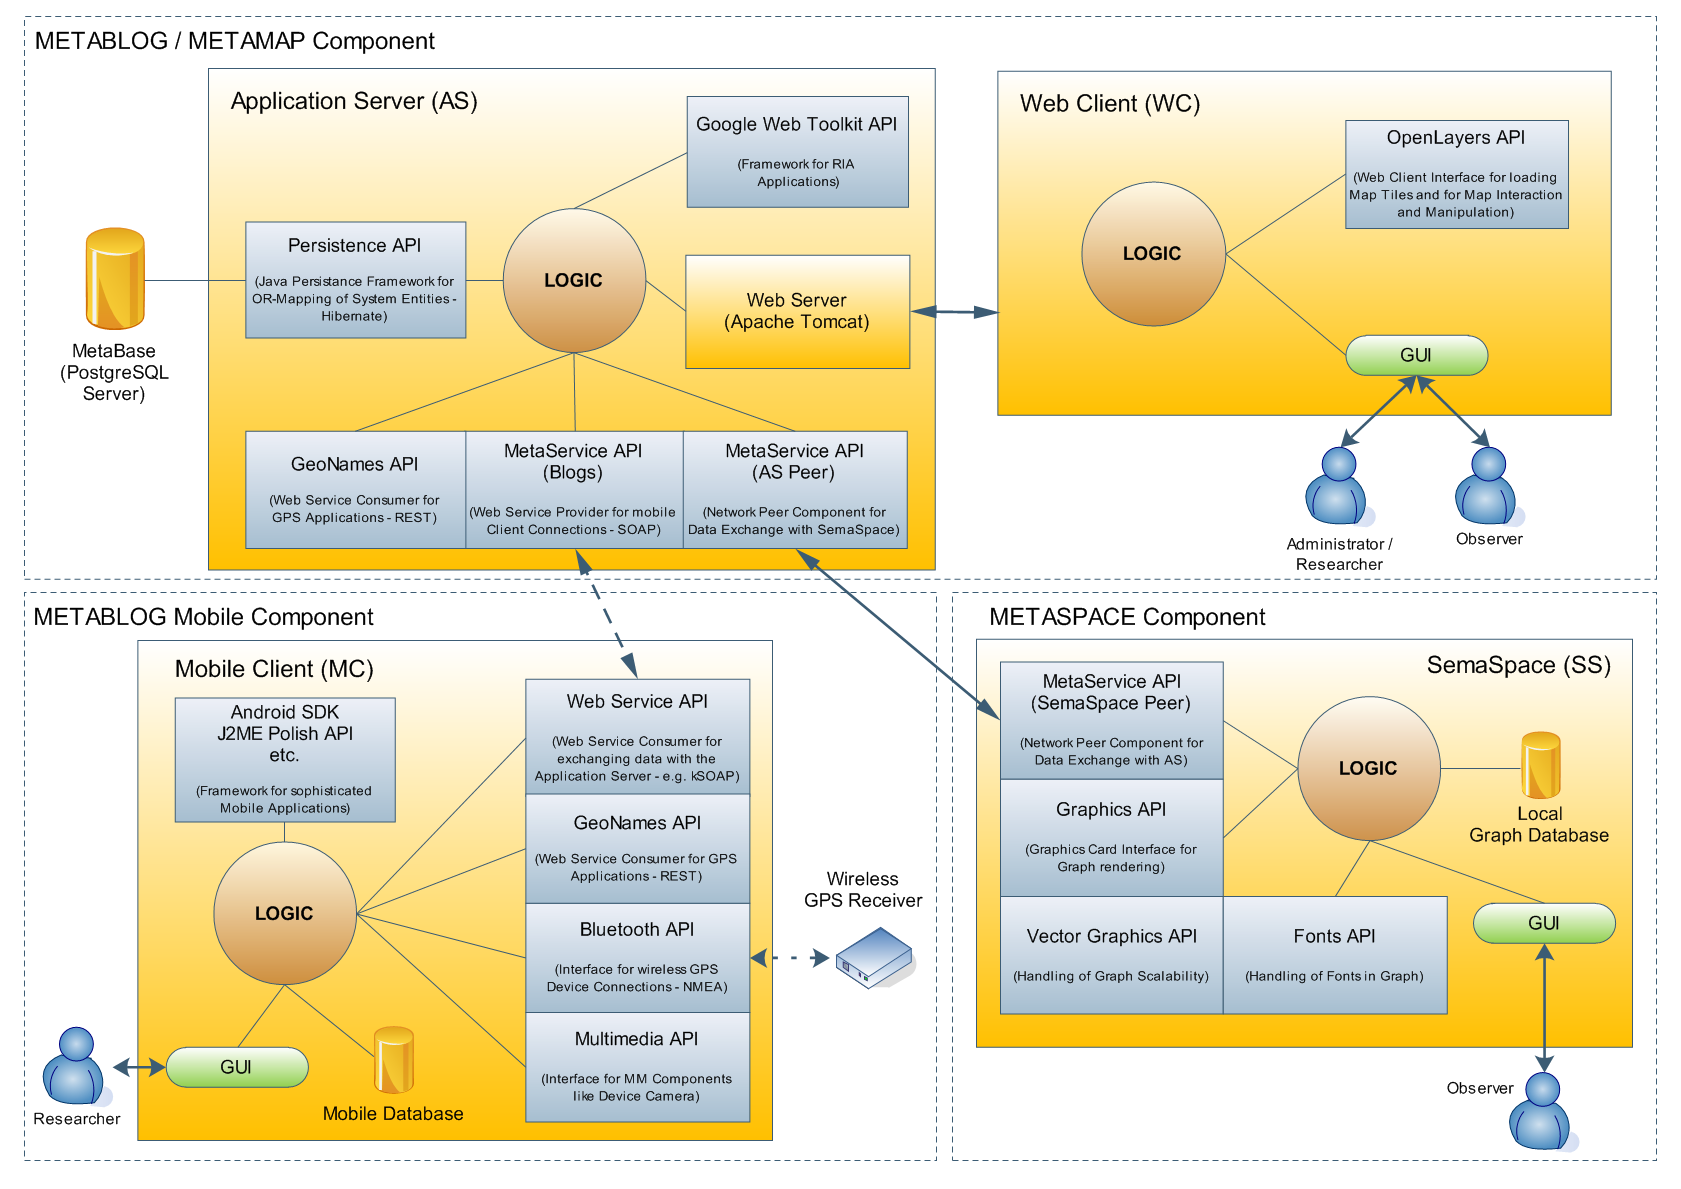 METABLOG / METAMAP Component
Application Server (AS)
Google Web Toolkit API
(Framework for RIA
Applications)
Persistence API
(Java Persistance Framework for
OR-Mapping of System Entities -
Hibernate)
LOGIC
Web Server
(Apache Tomcat)
MetaBase
(PostgreSQL
Server)
GeoNames API
(Web Service Consumer for
GPS Applications - REST)
MetaService API
(Blogs)
(Web Service Provider for mobile
Client Connections - SOAP)
MetaService API
(AS Peer)
(Network Peer Component for
Data Exchange with SemaSpace)
Web Client (WC)
OpenLayers API
(Web Client Interface for loading
Map Tiles and for Map Interaction
and Manipulation)
LOGIC
GUI
Administrator /
Researcher
Observer
METABLOG Mobile Component
Mobile Client (MC)
Android SDK
J2ME Polish API
etc.
(Framework for sophisticated
Mobile Applications)
LOGIC
Web Service API
(Web Service Consumer for
exchanging data with the
Application Server - e.g. kSOAP)
GeoNames API
(Web Service Consumer for GPS
Applications - REST)
Bluetooth API
(Interface for wireless GPS
Device Connections - NMEA)
Multimedia API
(Interface for MM Components
like Device Camera)
Wireless
GPS Receiver
GUI
Mobile Database
Researcher
METASPACE Component
SemaSpace (SS)
MetaService API
(SemaSpace Peer)
(Network Peer Component for
Data Exchange with AS)
LOGIC
Local
Graph Database
Graphics API
(Graphics Card Interface for
Graph rendering)
Vector Graphics API
(Handling of Graph Scalability)
Fonts API
(Handling of Fonts in Graph)
GUI
Observer